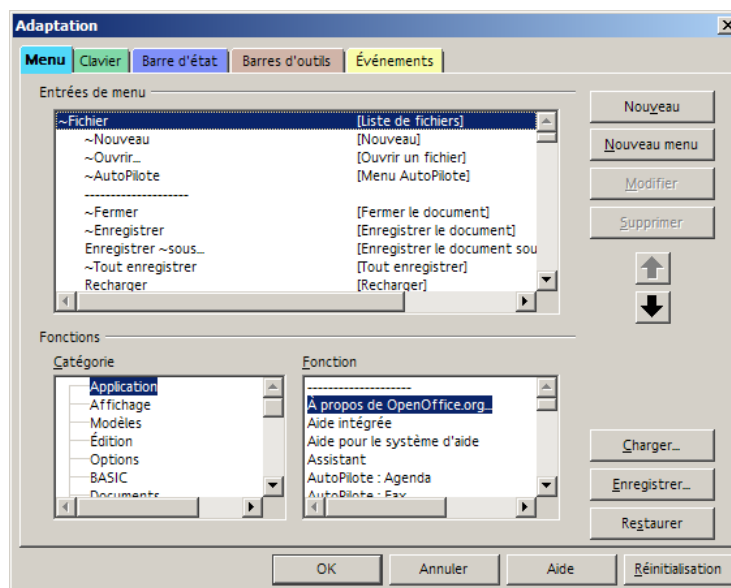 Adaptation
Menu Clavier Barre d'état Barres d'outils Événements
Entrées de menu
~Fichier [Liste de fichiers]
~Nouveau [Nouveau]
~Ouvrir... [Ouvrir un fichier]
~AutoPilote [Menu AutoPilote]
--------------------
~Fermer [Fermer le document]
~Enregistrer [Enregistrer le document]
Enregistrer ~sous... [Enregistrer le document sou
~Tout enregistrer [Tout enregistrer]
Recharger [Recharger]
Nouveau
Nouveau menu
Modifier
Supprimer
Fonctions
Catégorie
Application
Affichage
Modèles
Édition
Options
BASIC
Documents
Fonction
--------------------
À propos de OpenOffice.org...
Aide intégrée
Aide pour le système d'aide
Assistant
AutoPilote : Agenda
AutoPilote : Fax
Charger...
Enregistrer...
Restaurer
OK Annuler Aide Réinitialisation